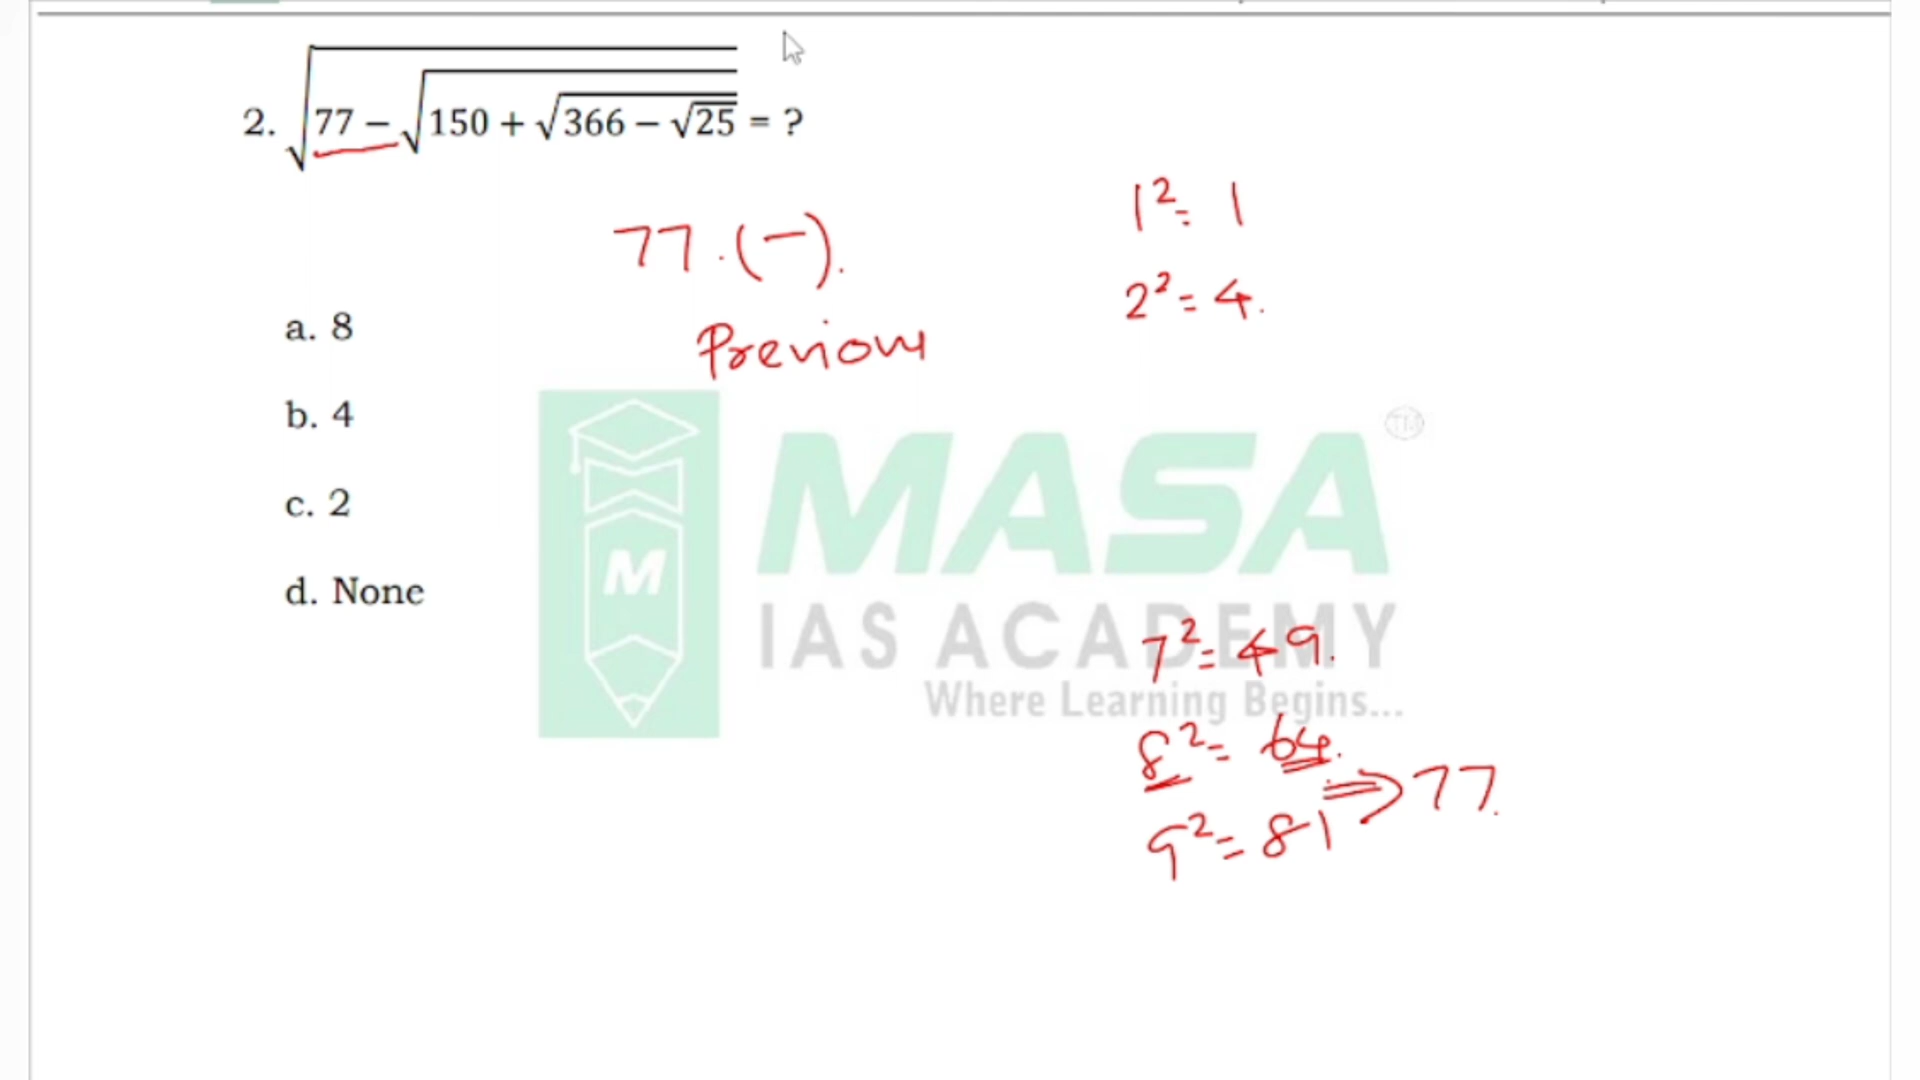 2. √77 − √150 + √366 − √25 = ?
77.(−).
Previous
1² = 1
2² = 4.
a. 8
b. 4
c. 2
d. None
M
MASA
IAS ACADEMY
Where Learning Begins...
7² = 49.
8² = 64.
9² = 81
⇒ 77.